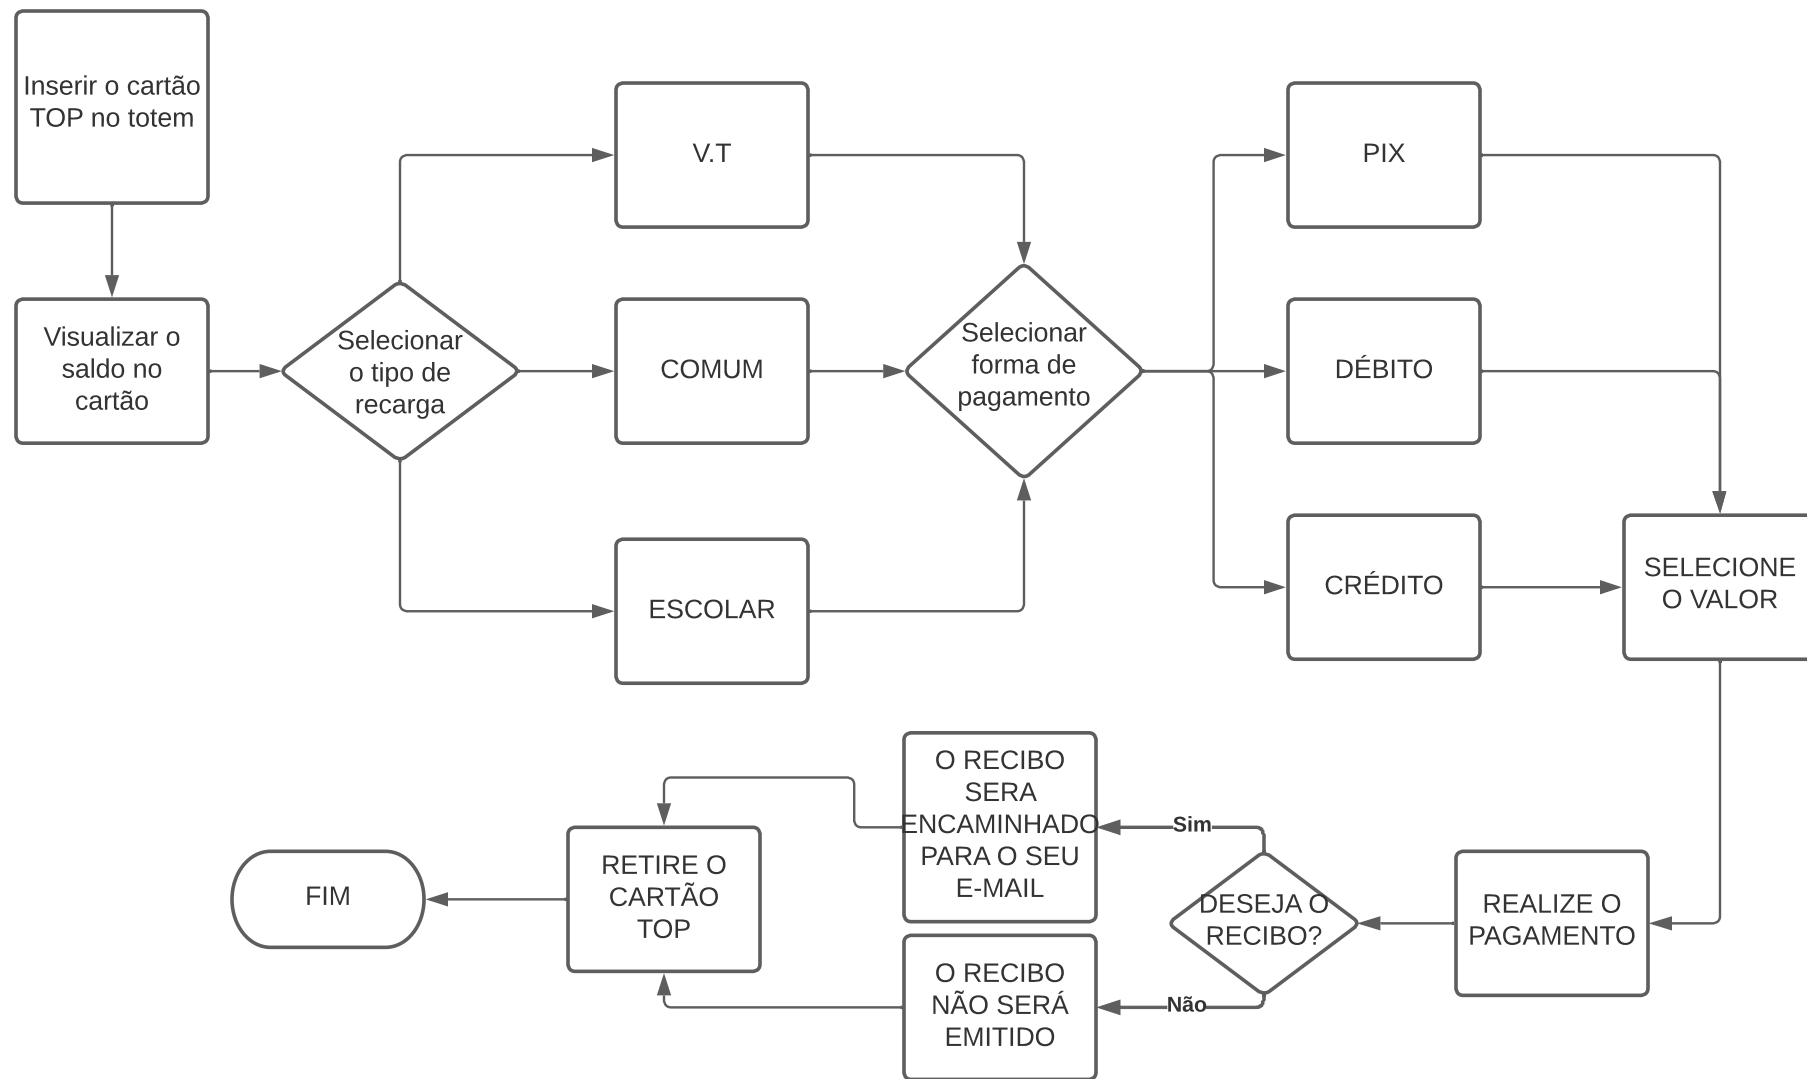 Inserir o cartão
TOP no totem
Visualizar o
saldo no
cartão
Selecionar
o tipo de
recarga
V.T
COMUM
ESCOLAR
Selecionar
forma de
pagamento
PIX
DÉBITO
CRÉDITO
SELECIONE
O VALOR
REALIZE O
PAGAMENTO
DESEJA O
RECIBO?
Sim
Não
O RECIBO
SERA
ENCAMINHADO
PARA O SEU
E-MAIL
O RECIBO
NÃO SERÁ
EMITIDO
RETIRE O
CARTÃO
TOP
FIM